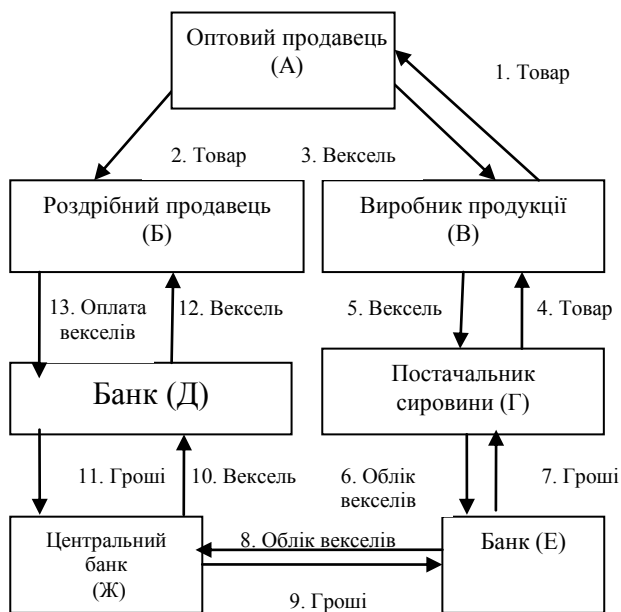 Оптовий продавець
(А)
1. Товар
2. Товар
3. Вексель
Роздрібний продавець
(Б)
Виробник продукції
(В)
13. Оплата
векселів
12. Вексель
5. Вексель
4. Товар
Банк (Д)
Постачальник
сировини (Г)
11. Гроші
10. Вексель
6. Облік
векселів
7. Гроші
Центральний
банк
(Ж)
8. Облік векселів
Банк (Е)
9. Гроші